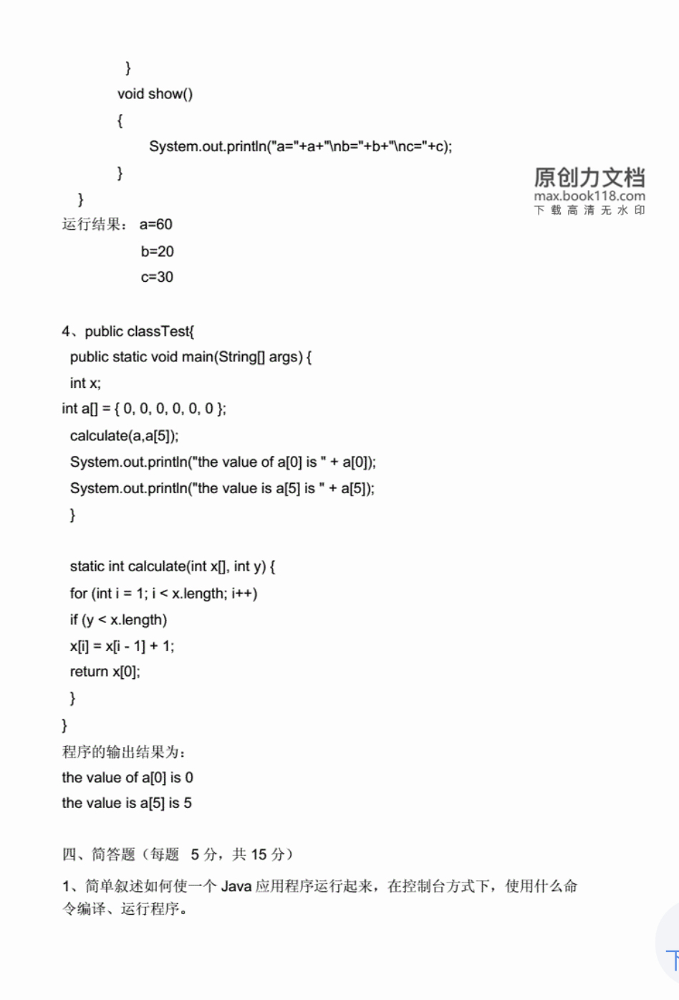 }
void show()
{
System.out.println("a="+a+"\nb="+b+"\nc="+c);
}
}
原创力文档
max.book118.com
下载高清无水印
运行结果： a=60
b=20
c=30
4、public classTest{
public static void main(String[] args) {
int x;
int a[] = { 0, 0, 0, 0, 0, 0 };
calculate(a,a[5]);
System.out.println("the value of a[0] is " + a[0]);
System.out.println("the value is a[5] is " + a[5]);
}
static int calculate(int x[], int y) {
for (int i = 1; i < x.length; i++)
if (y < x.length)
x[i] = x[i - 1] + 1;
return x[0];
}
}
程序的输出结果为：
the value of a[0] is 0
the value is a[5] is 5
四、简答题（每题 5 分，共 15 分）
1、简单叙述如何使一个 Java 应用程序运行起来，在控制台方式下，使用什么命
令编译、运行程序。